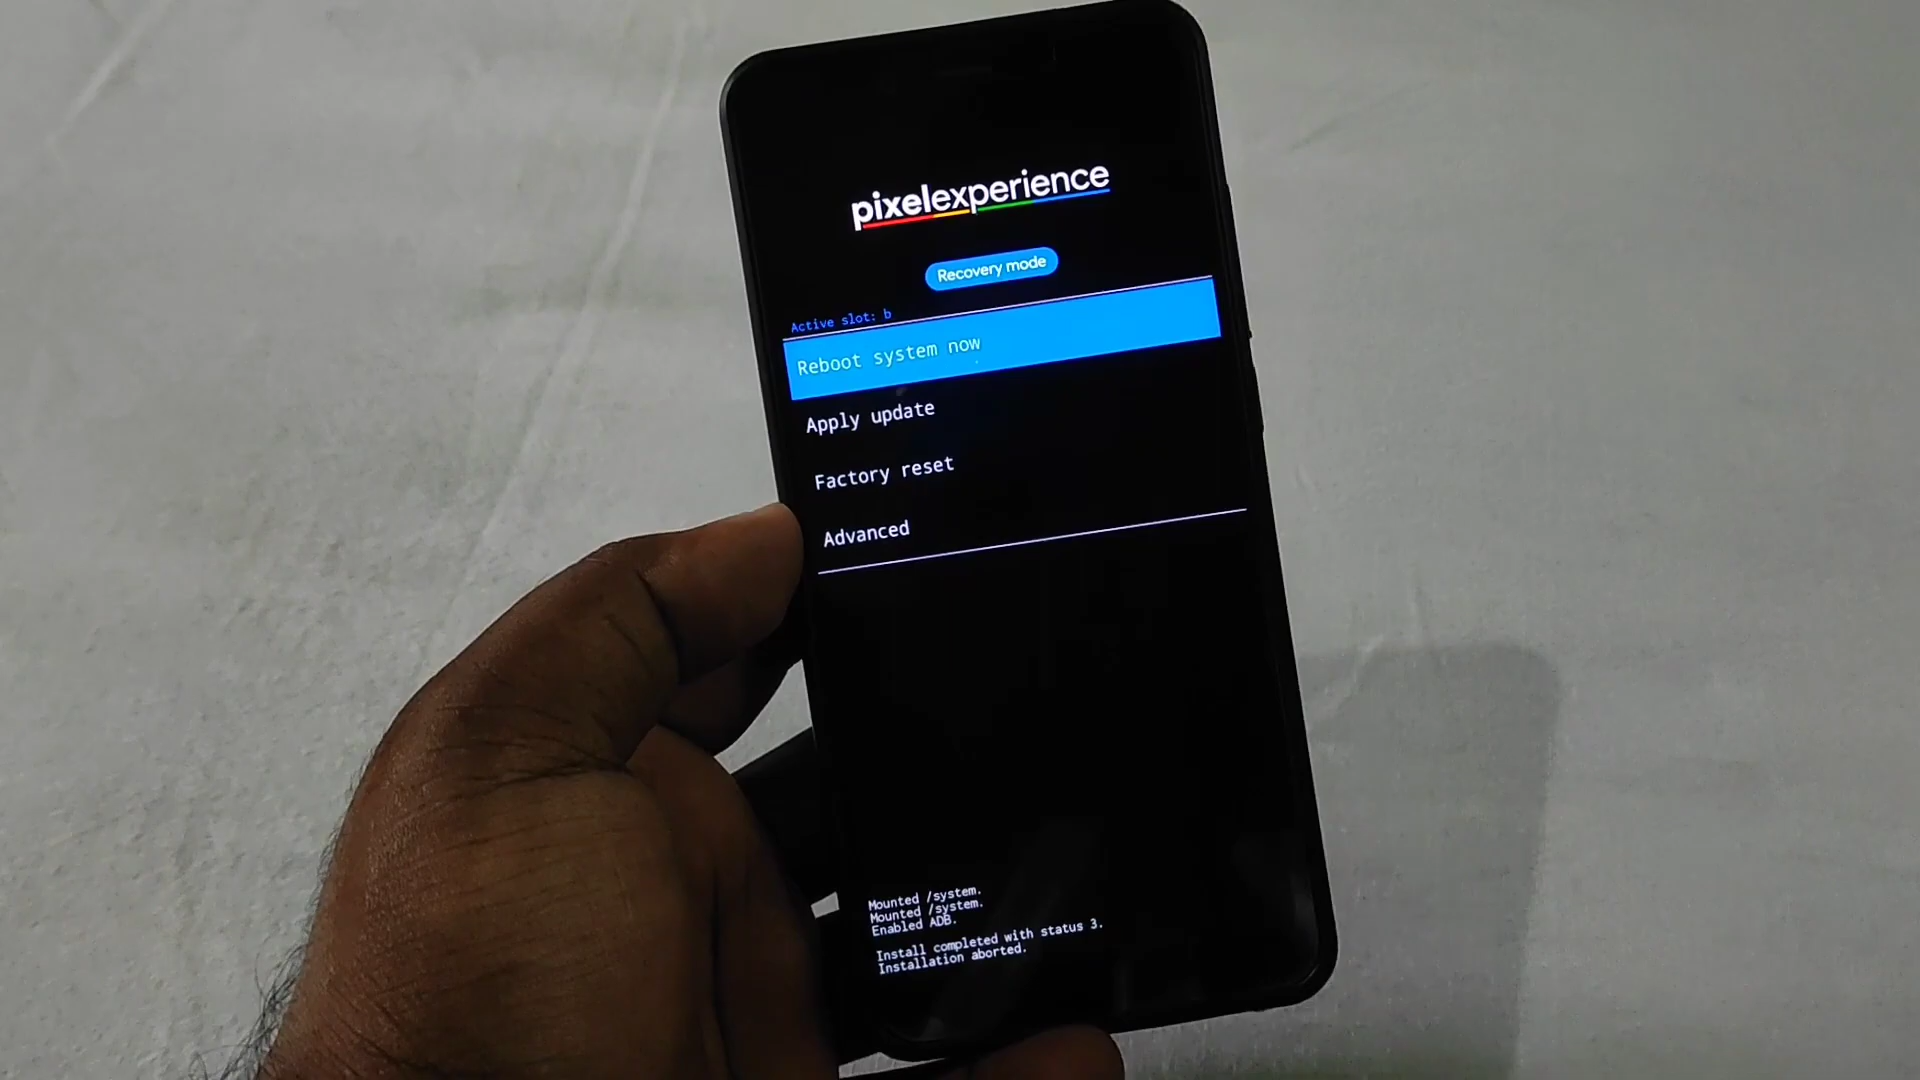 pixelexperience
Recovery mode
Active slot: b
Reboot system now
Apply update
Factory reset
Advanced
Mounted /system.
Mounted /system.
Enabled ADB.
Install completed with status 3.
Installation aborted.